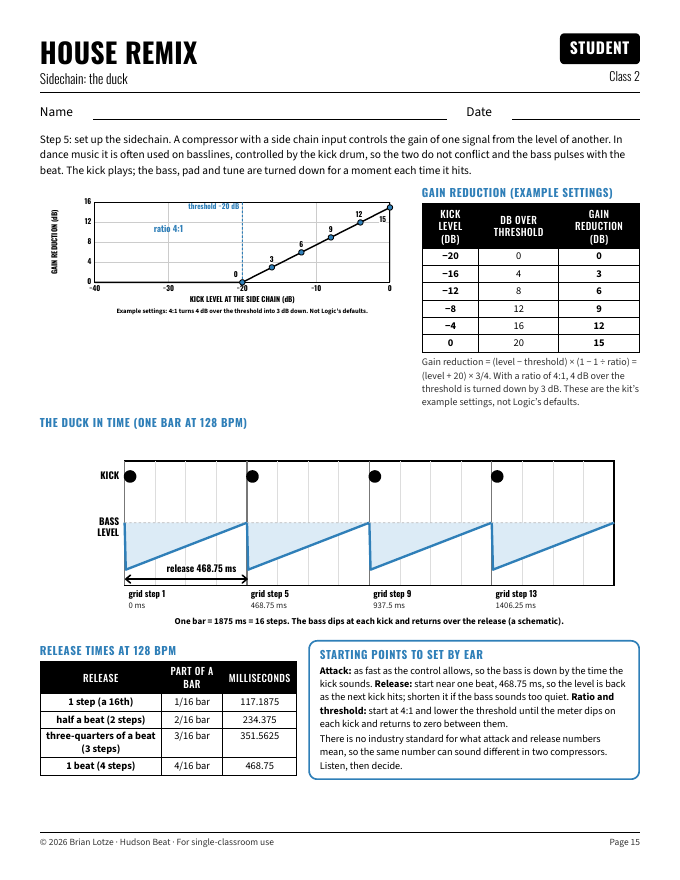 HOUSE REMIX
STUDENT
Sidechain: the duck
Class 2
Name
Date
Step 5: set up the sidechain. A compressor with a side chain input controls the gain of one signal from the level of another. In
dance music it is often used on basslines, controlled by the kick drum, so the two do not conflict and the bass pulses with the
beat. The kick plays; the bass, pad and tune are turned down for a moment each time it hits.
GAIN REDUCTION (dB)
16
12
8
4
0
threshold −20 dB
ratio 4:1
0
3
6
9
12
15
−40
−30
−20
−10
0
KICK LEVEL AT THE SIDE CHAIN (dB)
Example settings: 4:1 turns 4 dB over the threshold into 3 dB down. Not Logic's defaults.
GAIN REDUCTION (EXAMPLE SETTINGS)
KICK LEVEL (DB) DB OVER THRESHOLD GAIN REDUCTION (DB)
−20 0 0
−16 4 3
−12 8 6
−8 12 9
−4 16 12
0 20 15
Gain reduction = (level − threshold) × (1 − 1 ÷ ratio) =
(level + 20) × 3/4. With a ratio of 4:1, 4 dB over the
threshold is turned down by 3 dB. These are the kit's
example settings, not Logic's defaults.
THE DUCK IN TIME (ONE BAR AT 128 BPM)
KICK
BASS
LEVEL
release 468.75 ms
grid step 1
0 ms
grid step 5
468.75 ms
grid step 9
937.5 ms
grid step 13
1406.25 ms
One bar = 1875 ms = 16 steps. The bass dips at each kick and returns over the release (a schematic).
RELEASE TIMES AT 128 BPM
RELEASE PART OF A BAR MILLISECONDS
1 step (a 16th) 1/16 bar 117.1875
half a beat (2 steps) 2/16 bar 234.375
three-quarters of a beat (3 steps) 3/16 bar 351.5625
1 beat (4 steps) 4/16 bar 468.75
STARTING POINTS TO SET BY EAR
Attack: as fast as the control allows, so the bass is down by the time the
kick sounds. Release: start near one beat, 468.75 ms, so the level is back
as the next kick hits; shorten it if the bass sounds too quiet. Ratio and
threshold: start at 4:1 and lower the threshold until the meter dips on
each kick and returns to zero between them.
There is no industry standard for what attack and release numbers
mean, so the same number can sound different in two compressors.
Listen, then decide.
© 2026 Brian Lotze · Hudson Beat · For single-classroom use
Page 15